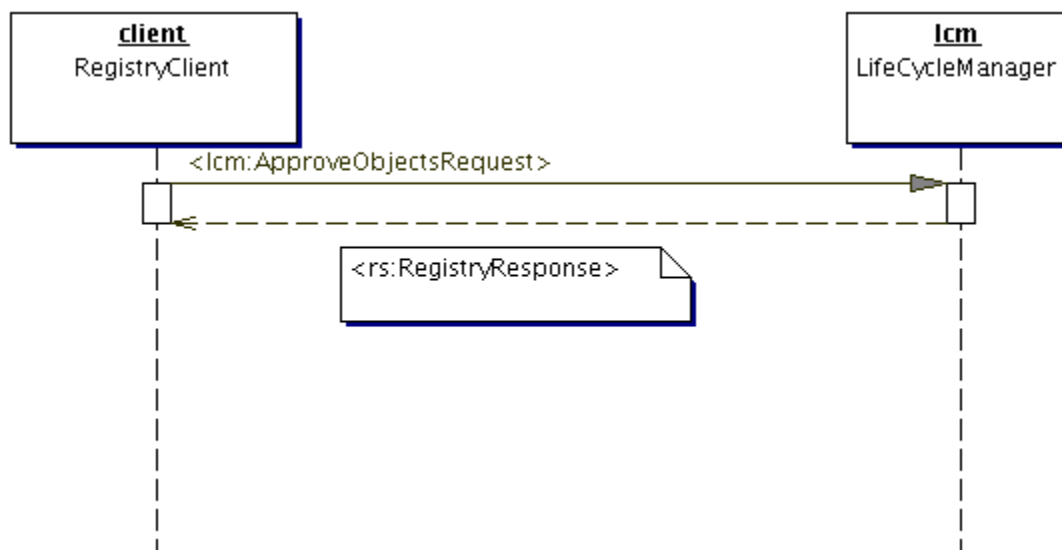 client
RegistryClient
lcm
LifeCycleManager
<lcm:ApproveObjectsRequest>
<rs:RegistryResponse>